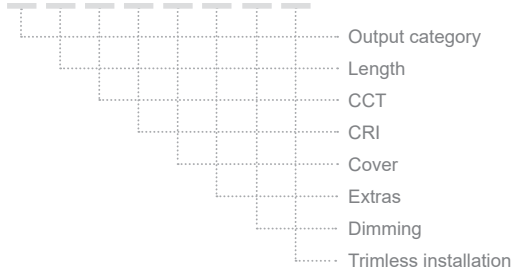 Output category
Length
CCT
CRI
Cover
Extras
Dimming
Trimless installation